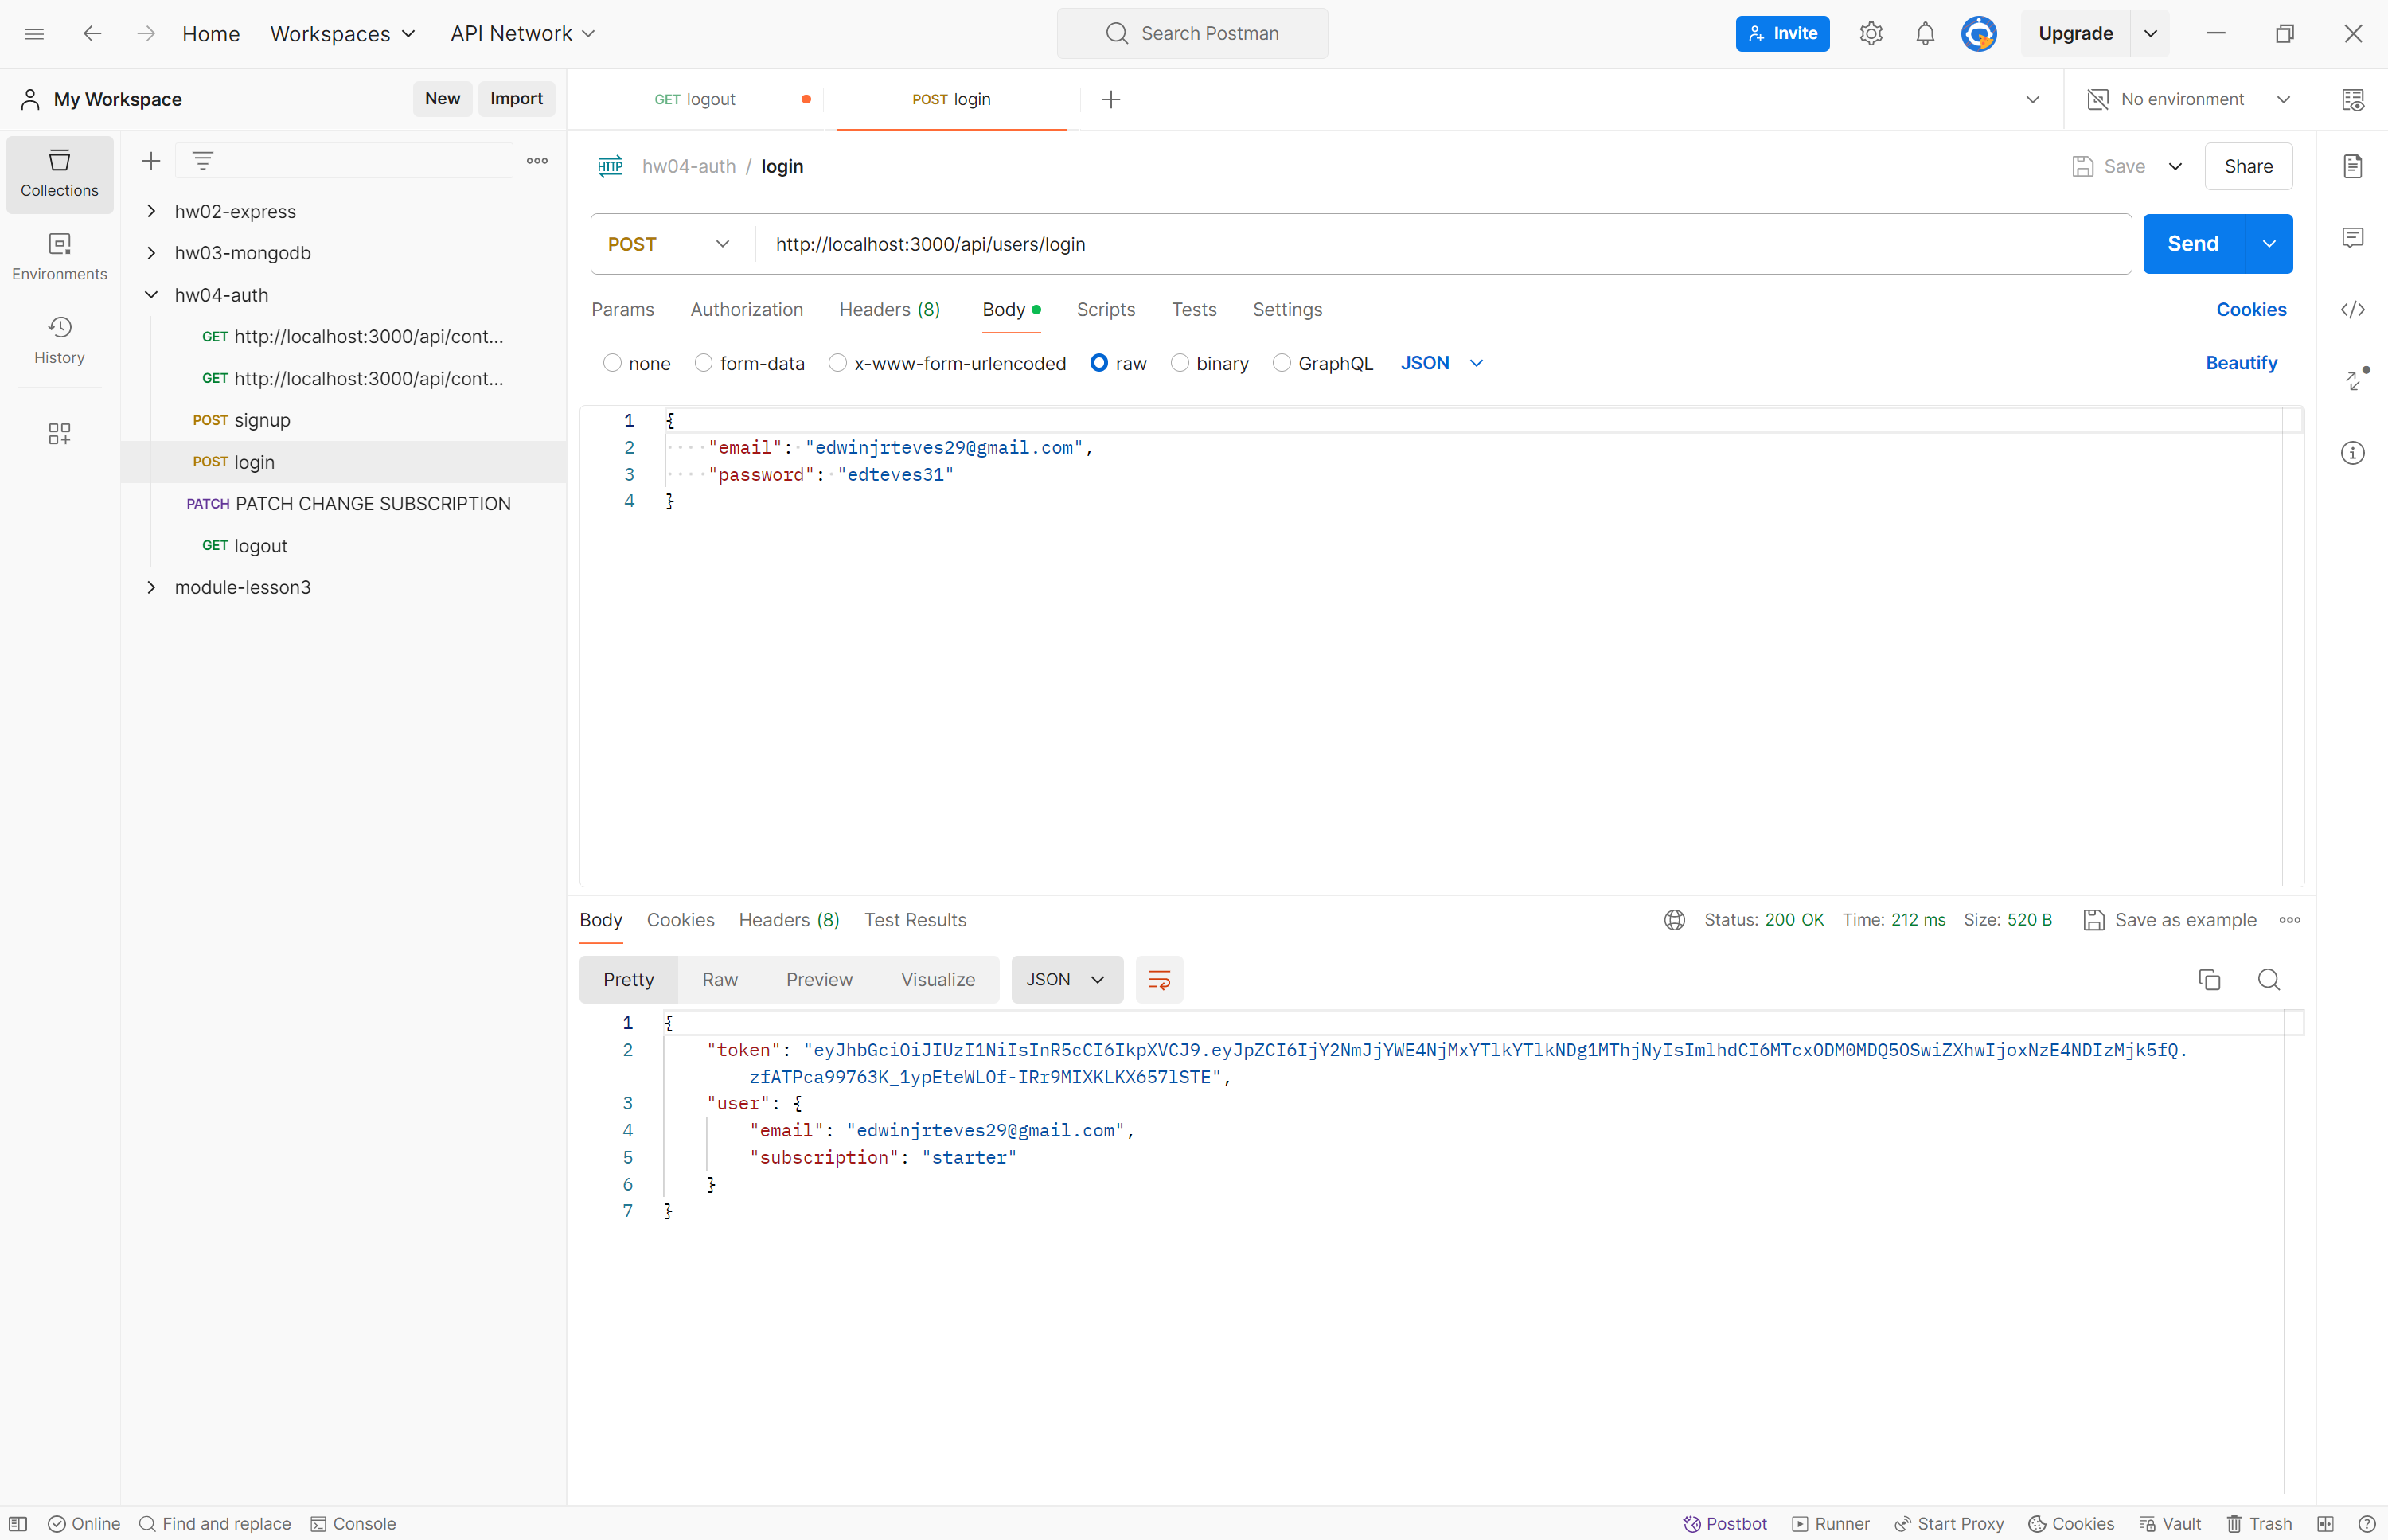 Home Workspaces API Network Search Postman Invite Upgrade
My Workspace New Import GET logout POST login No environment
Collections
Environments
History
hw02-express
hw03-mongodb
hw04-auth
GET http://localhost:3000/api/cont...
GET http://localhost:3000/api/cont...
POST signup
POST login
PATCH PATCH CHANGE SUBSCRIPTION
GET logout
module-lesson3
HTTP hw04-auth / login Save Share
POST http://localhost:3000/api/users/login Send
Params Authorization Headers (8) Body Scripts Tests Settings Cookies
none form-data x-www-form-urlencoded raw binary GraphQL JSON Beautify
1 {
2 "email": "edwinjrteves29@gmail.com",
3 "password": "edteves31"
4 }
Body Cookies Headers (8) Test Results Status: 200 OK Time: 212 ms Size: 520 B Save as example
Pretty Raw Preview Visualize JSON
1 {
2 "token": "eyJhbGciOiJIUzI1NiIsInR5cCI6IkpXVCJ9.eyJpZCI6IjY2NmJjYWE4NjMxYTlkYTlkNDg1MThjNyIsImlhdCI6MTcxODM0MDQ5OSwiZXhwIjoxNzE4NDIzMjk5fQ.
zfATPca99763K_1ypEteWLOf-IRr9MIXKLKX657lSTE",
3 "user": {
4 "email": "edwinjrteves29@gmail.com",
5 "subscription": "starter"
6 }
7 }
Online Find and replace Console Postbot Runner Start Proxy Cookies Vault Trash